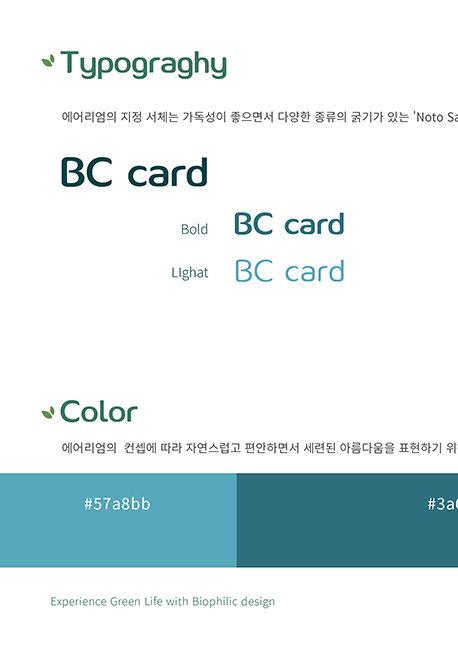 Typograghy
에어리엄의 지정 서체는 가독성이 좋으면서 다양한 종류의 굵기가 있는 'Noto Sa
BC card
Bold BC card
LIghat BC card
Color
에어리엄의 컨셉에 따라 자연스럽고 편안하면서 세련된 아름다움을 표현하기 위
#57a8bb #3a
Experience Green Life with Biophilic design